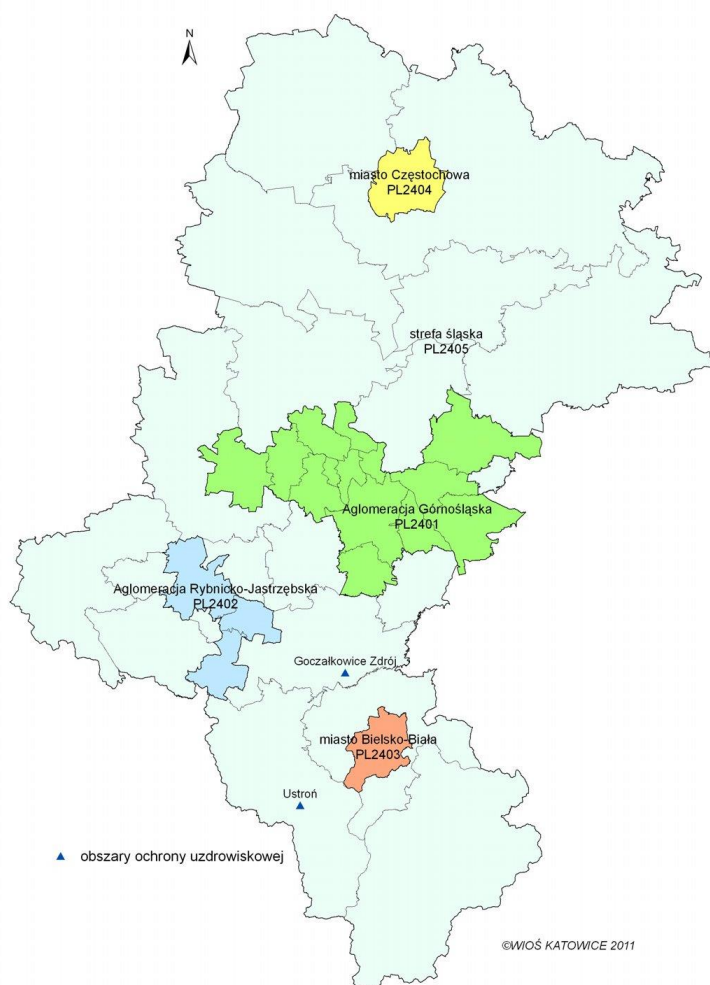 N
miasto Częstochowa
PL2404
strefa śląska
PL2405
Aglomeracja Górnośląska
PL2401
Aglomeracja Rybnicko-Jastrzębska
PL2402
Goczałkowice Zdrój
miasto Bielsko-Biała
PL2403
Ustroń
obszary ochrony uzdrowiskowej
©WIOŚ KATOWICE 2011